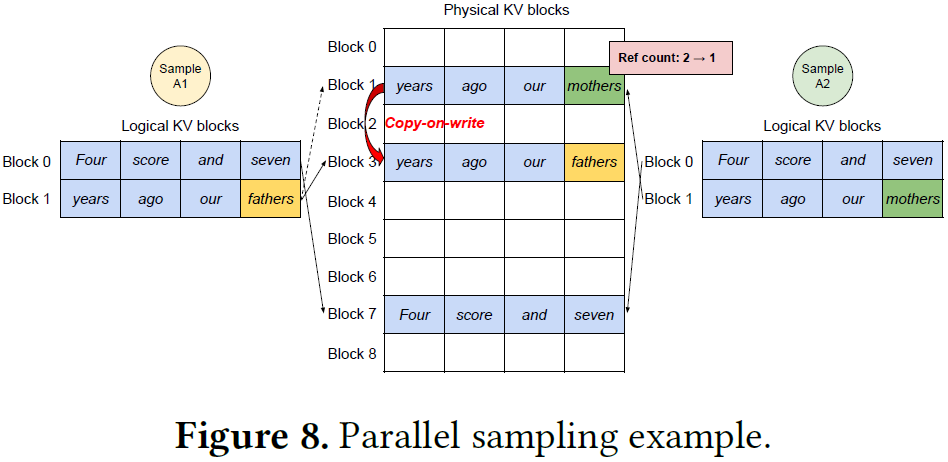 Physical KV blocks
Sample
A1
Logical KV blocks
Block 0 Four score and seven
Block 1 years ago our fathers
Block 0
Block 1 years ago our mothers
Block 2 Copy-on-write
Block 3 years ago our fathers
Block 4
Block 5
Block 6
Block 7 Four score and seven
Block 8
Ref count: 2 → 1
Sample
A2
Logical KV blocks
Block 0 Four score and seven
Block 1 years ago our mothers
Figure 8. Parallel sampling example.